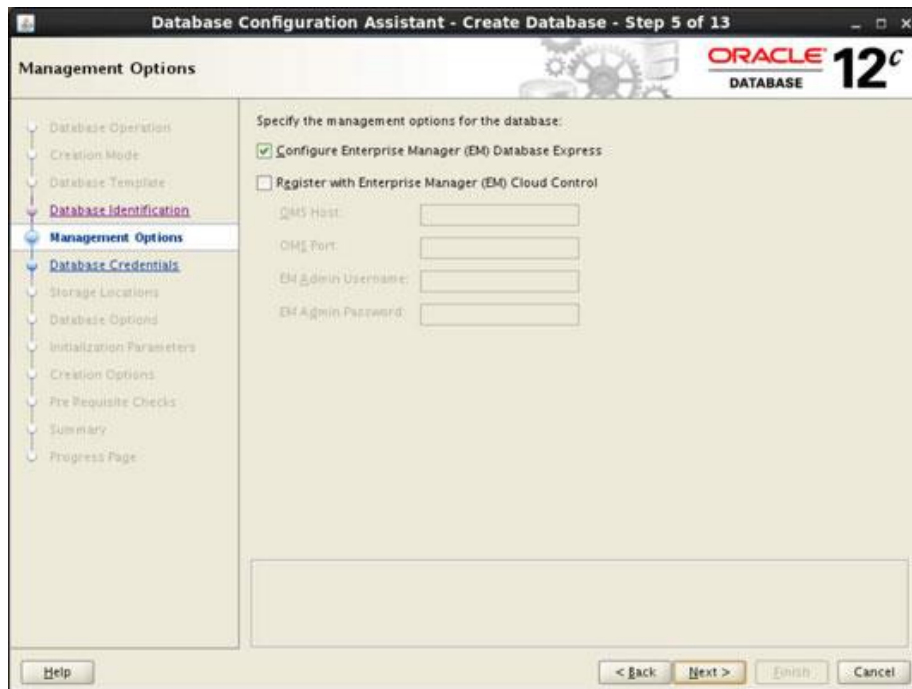 Database Configuration Assistant - Create Database - Step 5 of 13
Management Options
ORACLE
DATABASE
12c
Database Operation
Creation Mode
Database Template
Database Identification
Management Options
Database Credentials
Storage Locations
Database Options
Initialization Parameters
Creation Options
Pre Requisite Checks
Summary
Progress Page
Specify the management options for the database:
Configure Enterprise Manager (EM) Database Express
Register with Enterprise Manager (EM) Cloud Control
OMS Host:
OMS Port:
EM Admin Username:
EM Admin Password:
Help
< Back
Next >
Finish
Cancel